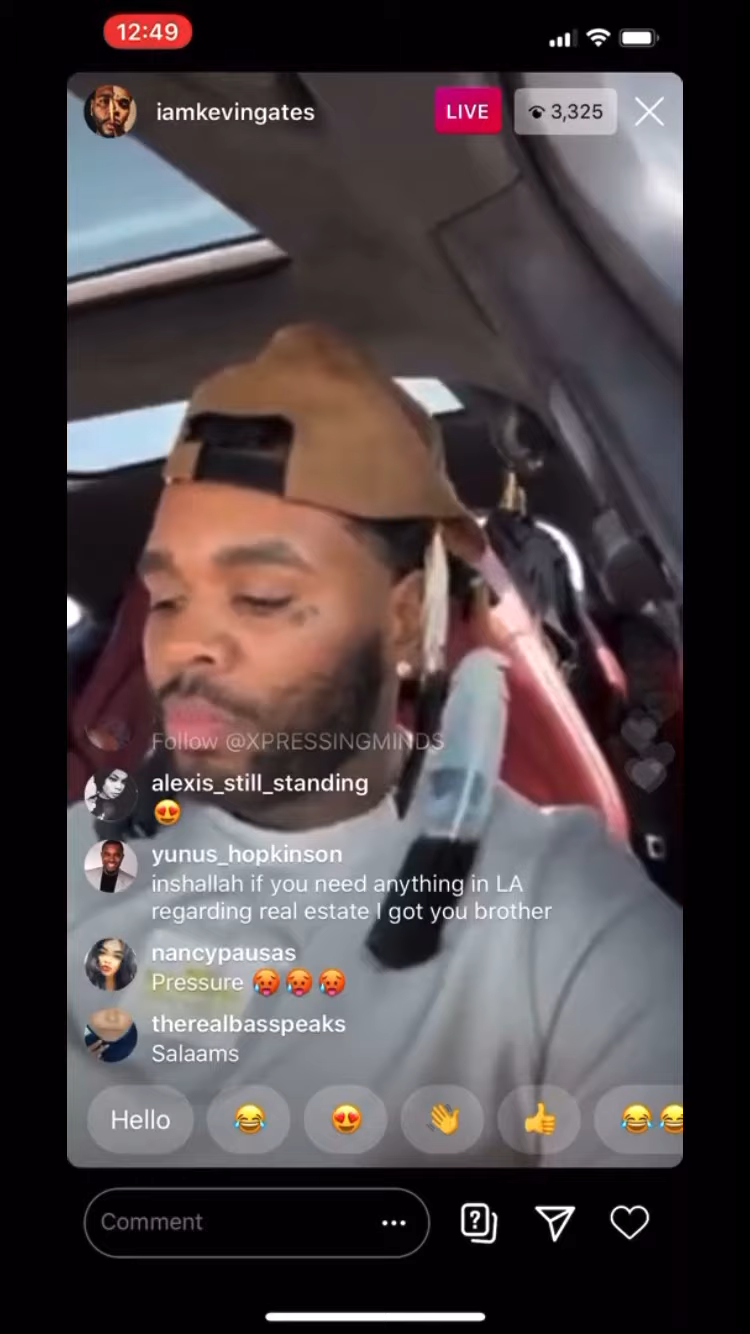 12:49
iamkevingates
LIVE
3,325
Follow @XPRESSINGMINDS
alexis_still_standing
😍
yunus_hopkinson
inshallah if you need anything in LA
regarding real estate I got you brother
nancypausas
Pressure 🥵🥵🥵
therealbasspeaks
Salaams
Hello 😂 😍 👋 👍 😂😂
Comment